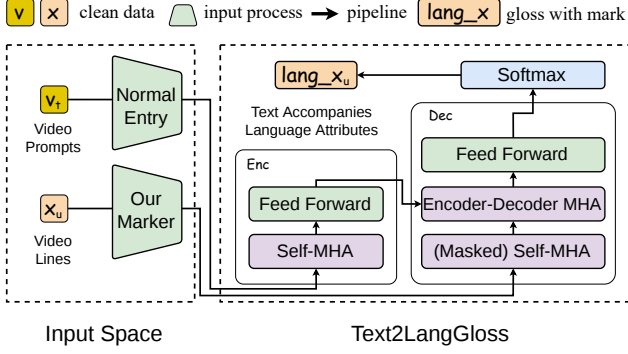 v x clean data input process pipeline lang_x gloss with mark
vt
Video
Prompts
Normal
Entry
xu
Video
Lines
Our
Marker
Input Space
lang_xu
Softmax
Text Accompanies
Language Attributes
Enc
Feed Forward
Self-MHA
Dec
Feed Forward
Encoder-Decoder MHA
(Masked) Self-MHA
Text2LangGloss